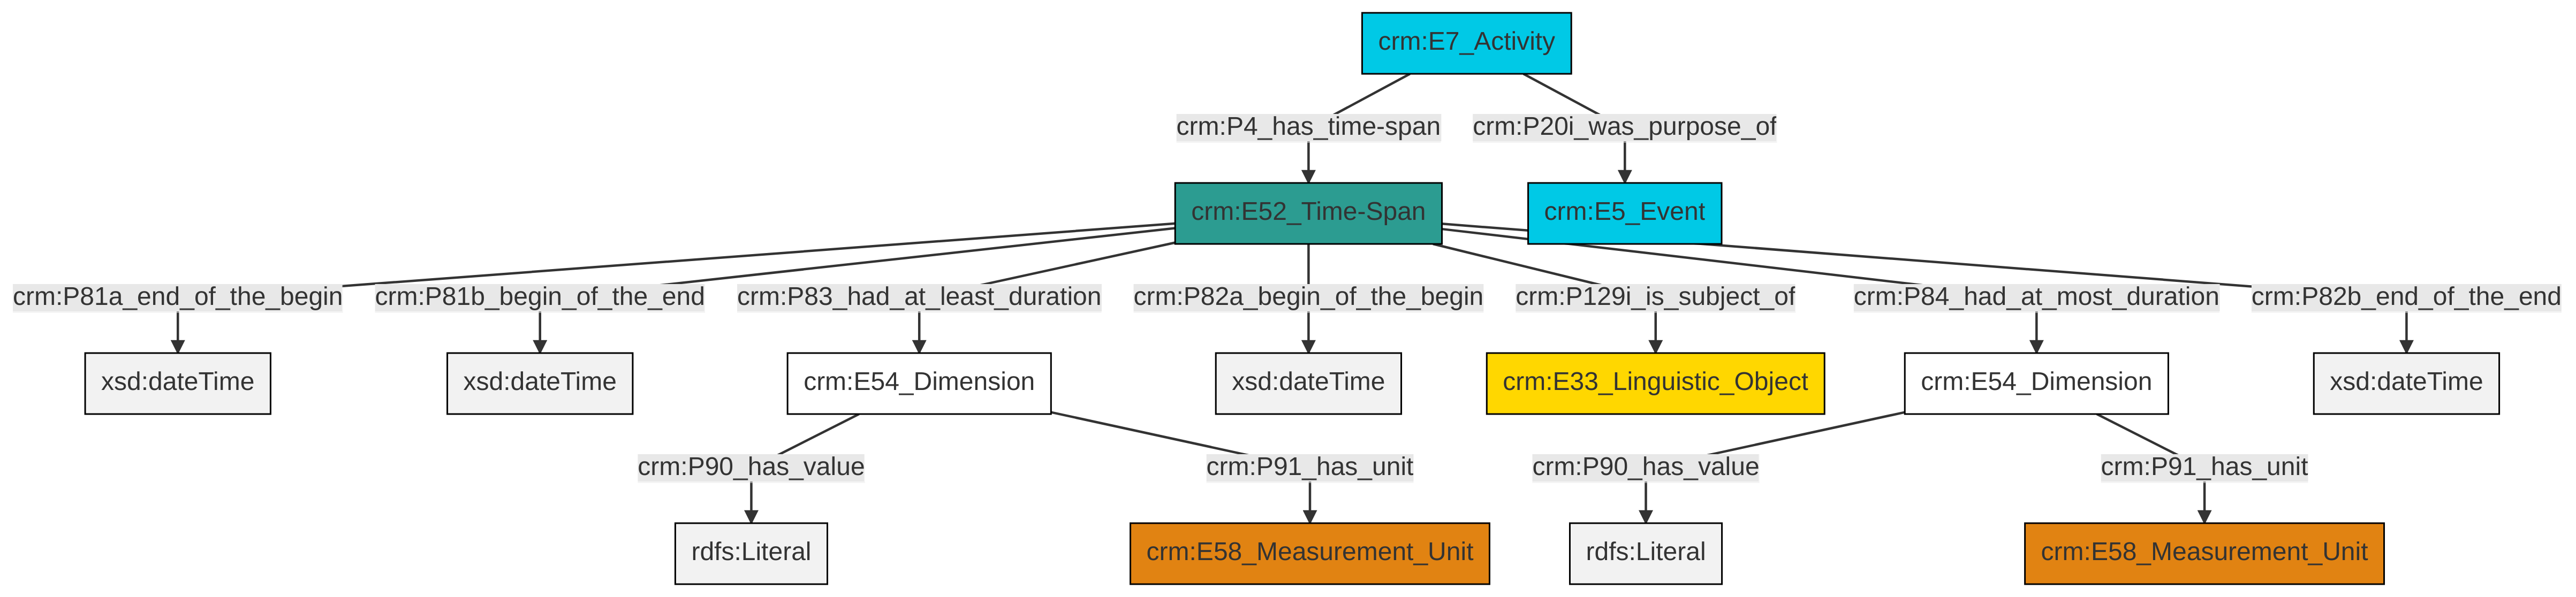 crm:E7_Activity
crm:P4_has_time-span
crm:P20i_was_purpose_of
crm:E52_Time-Span
crm:E5_Event
crm:P81a_end_of_the_begin
crm:P81b_begin_of_the_end
crm:P83_had_at_least_duration
crm:P82a_begin_of_the_begin
crm:P129i_is_subject_of
crm:P84_had_at_most_duration
crm:P82b_end_of_the_end
xsd:dateTime
xsd:dateTime
crm:E54_Dimension
xsd:dateTime
crm:E33_Linguistic_Object
crm:E54_Dimension
xsd:dateTime
crm:P90_has_value
crm:P91_has_unit
crm:P90_has_value
crm:P91_has_unit
rdfs:Literal
crm:E58_Measurement_Unit
rdfs:Literal
crm:E58_Measurement_Unit